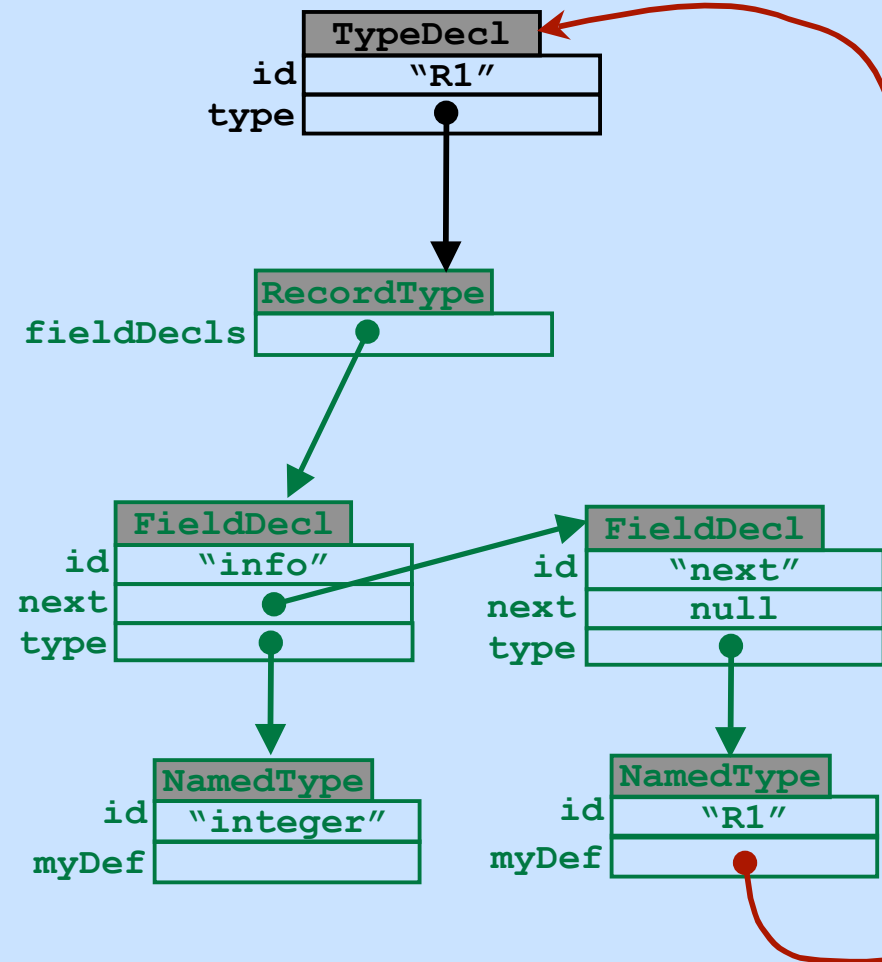 TypeDecl
id “R1”
type
RecordType
fieldDecls
FieldDecl
id “info”
next
type
FieldDecl
id “next”
next null
type
NamedType
id “integer”
myDef
NamedType
id “R1”
myDef